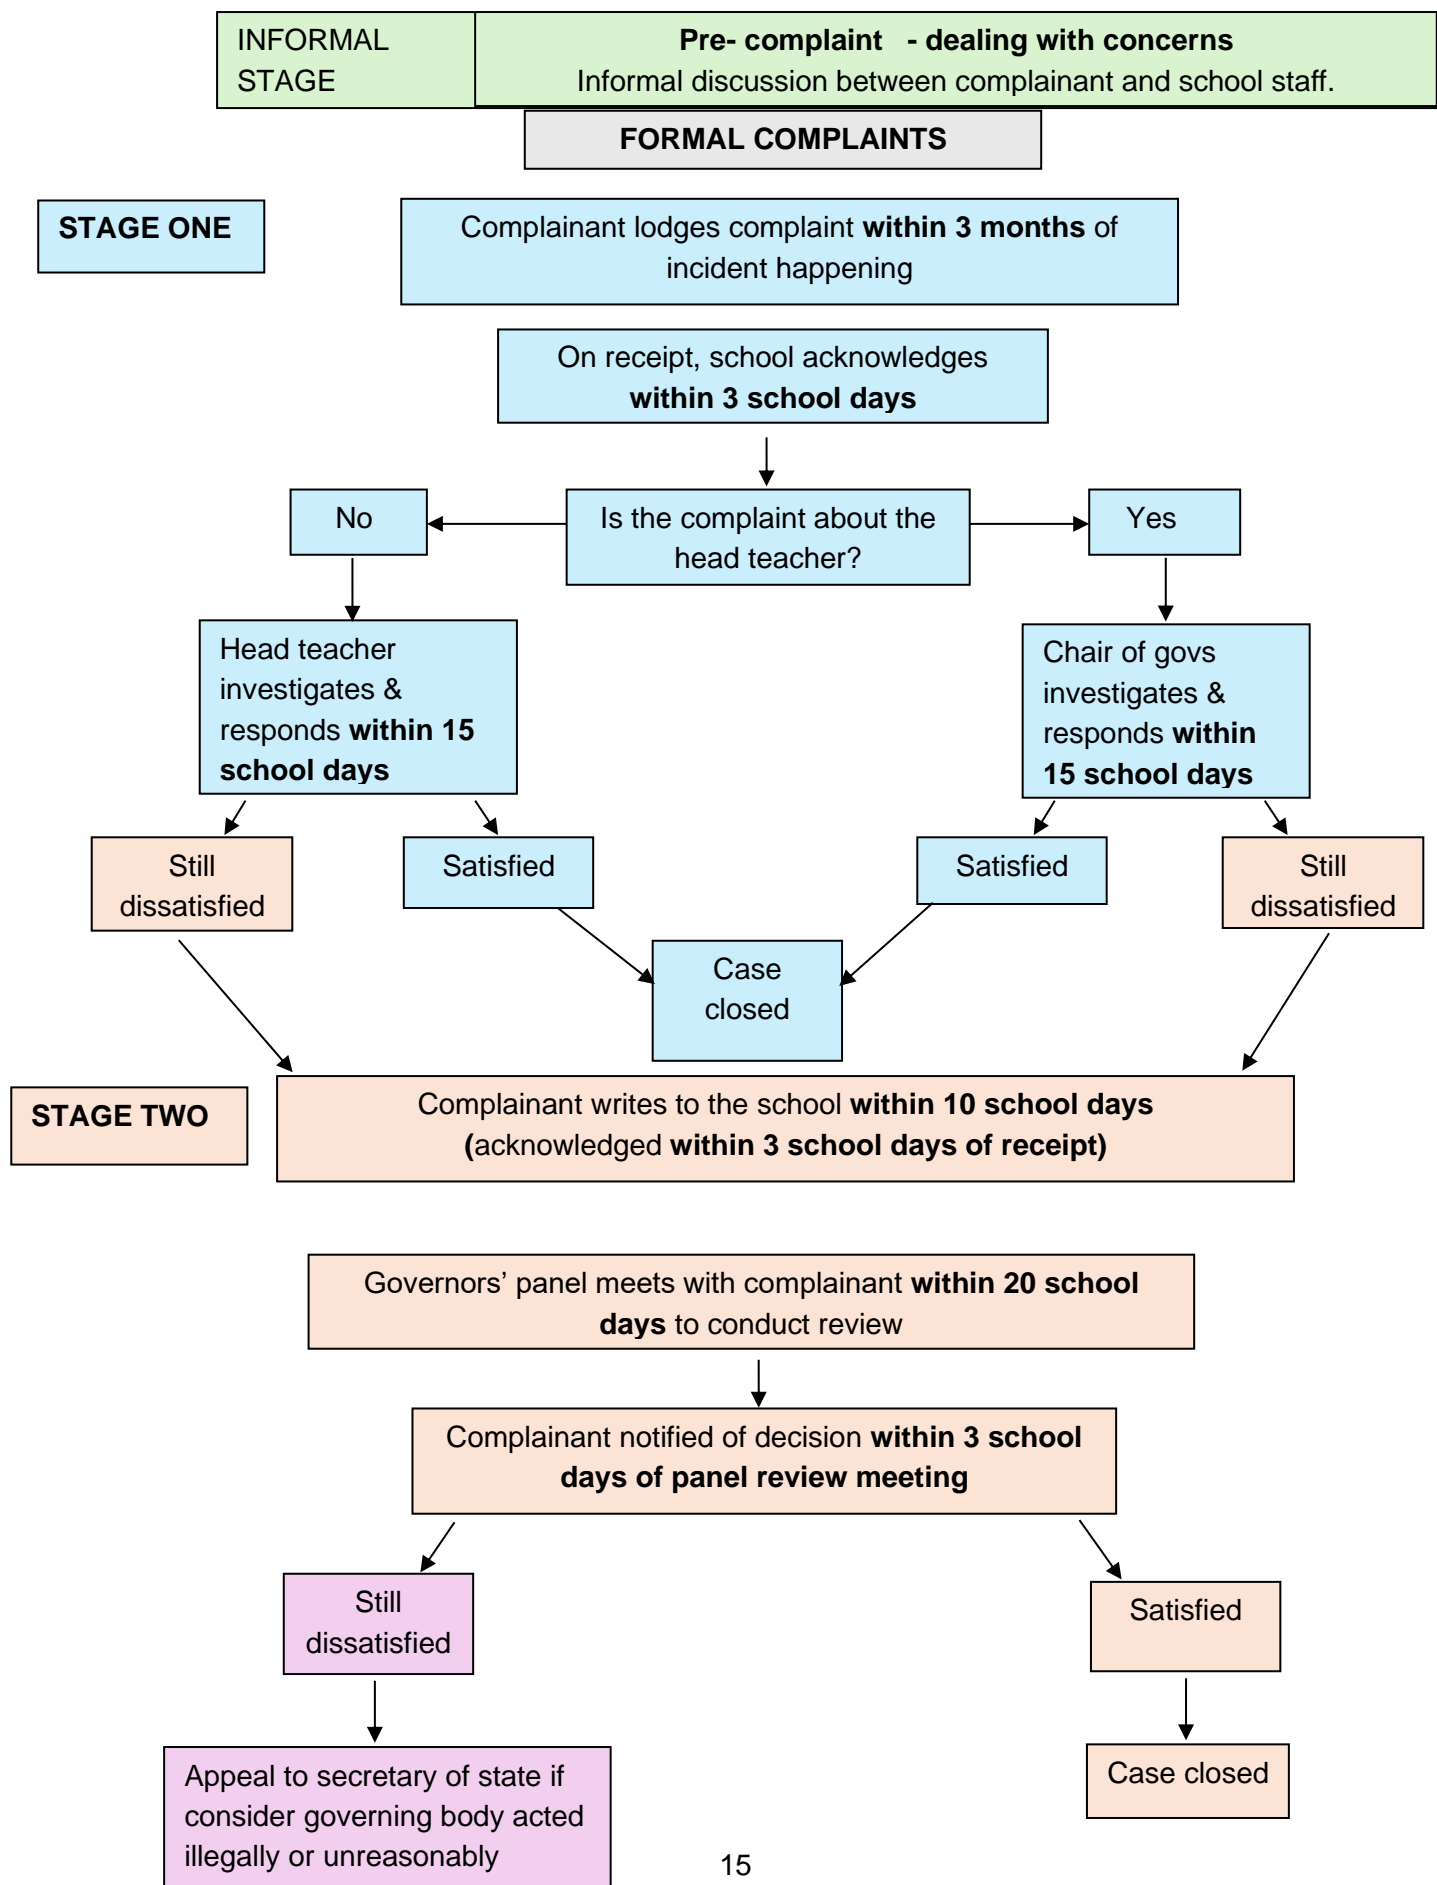 INFORMAL
STAGE
Pre- complaint   - dealing with concerns
Informal discussion between complainant and school staff.
FORMAL COMPLAINTS
STAGE ONE
Complainant lodges complaint within 3 months of
incident happening
On receipt, school acknowledges
within 3 school days
No
Is the complaint about the
head teacher?
Yes
Head teacher
investigates &
responds within 15
school days
Chair of govs
investigates &
responds within
15 school days
Still
dissatisfied
Satisfied
Satisfied
Still
dissatisfied
Case
closed
STAGE TWO
Complainant writes to the school within 10 school days
(acknowledged within 3 school days of receipt)
Governors’ panel meets with complainant within 20 school
days to conduct review
Complainant notified of decision within 3 school
days of panel review meeting
Still
dissatisfied
Satisfied
Appeal to secretary of state if
consider governing body acted
illegally or unreasonably
Case closed
15